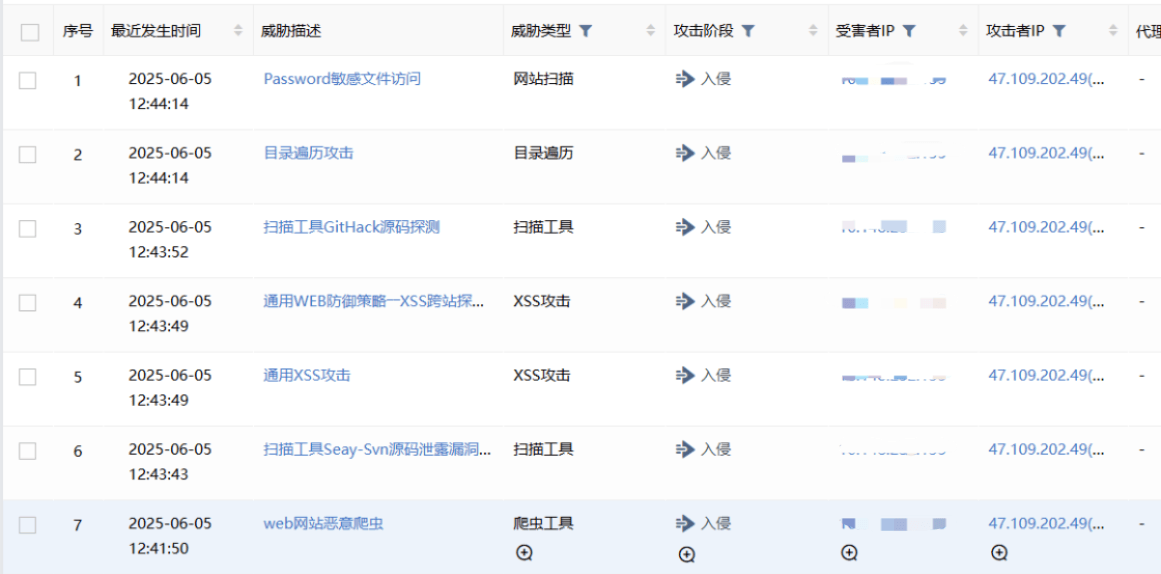 序号 最近发生时间 威胁描述 威胁类型 攻击阶段 受害者IP 攻击者IP 代理
1 2025-06-05 Password敏感文件访问 网站扫描 入侵 47.109.202.49(... -
12:44:14
2 2025-06-05 目录遍历攻击 目录遍历 入侵 47.109.202.49(... -
12:44:14
3 2025-06-05 扫描工具GitHack源码探测 扫描工具 入侵 47.109.202.49(... -
12:43:52
4 2025-06-05 通用WEB防御策略—XSS跨站探... XSS攻击 入侵 47.109.202.49(... -
12:43:49
5 2025-06-05 通用XSS攻击 XSS攻击 入侵 47.109.202.49(... -
12:43:49
6 2025-06-05 扫描工具Seay-Svn源码泄露漏洞... 扫描工具 入侵 47.109.202.49(... -
12:43:43
7 2025-06-05 web网站恶意爬虫 爬虫工具 入侵 47.109.202.49(... -
12:41:50